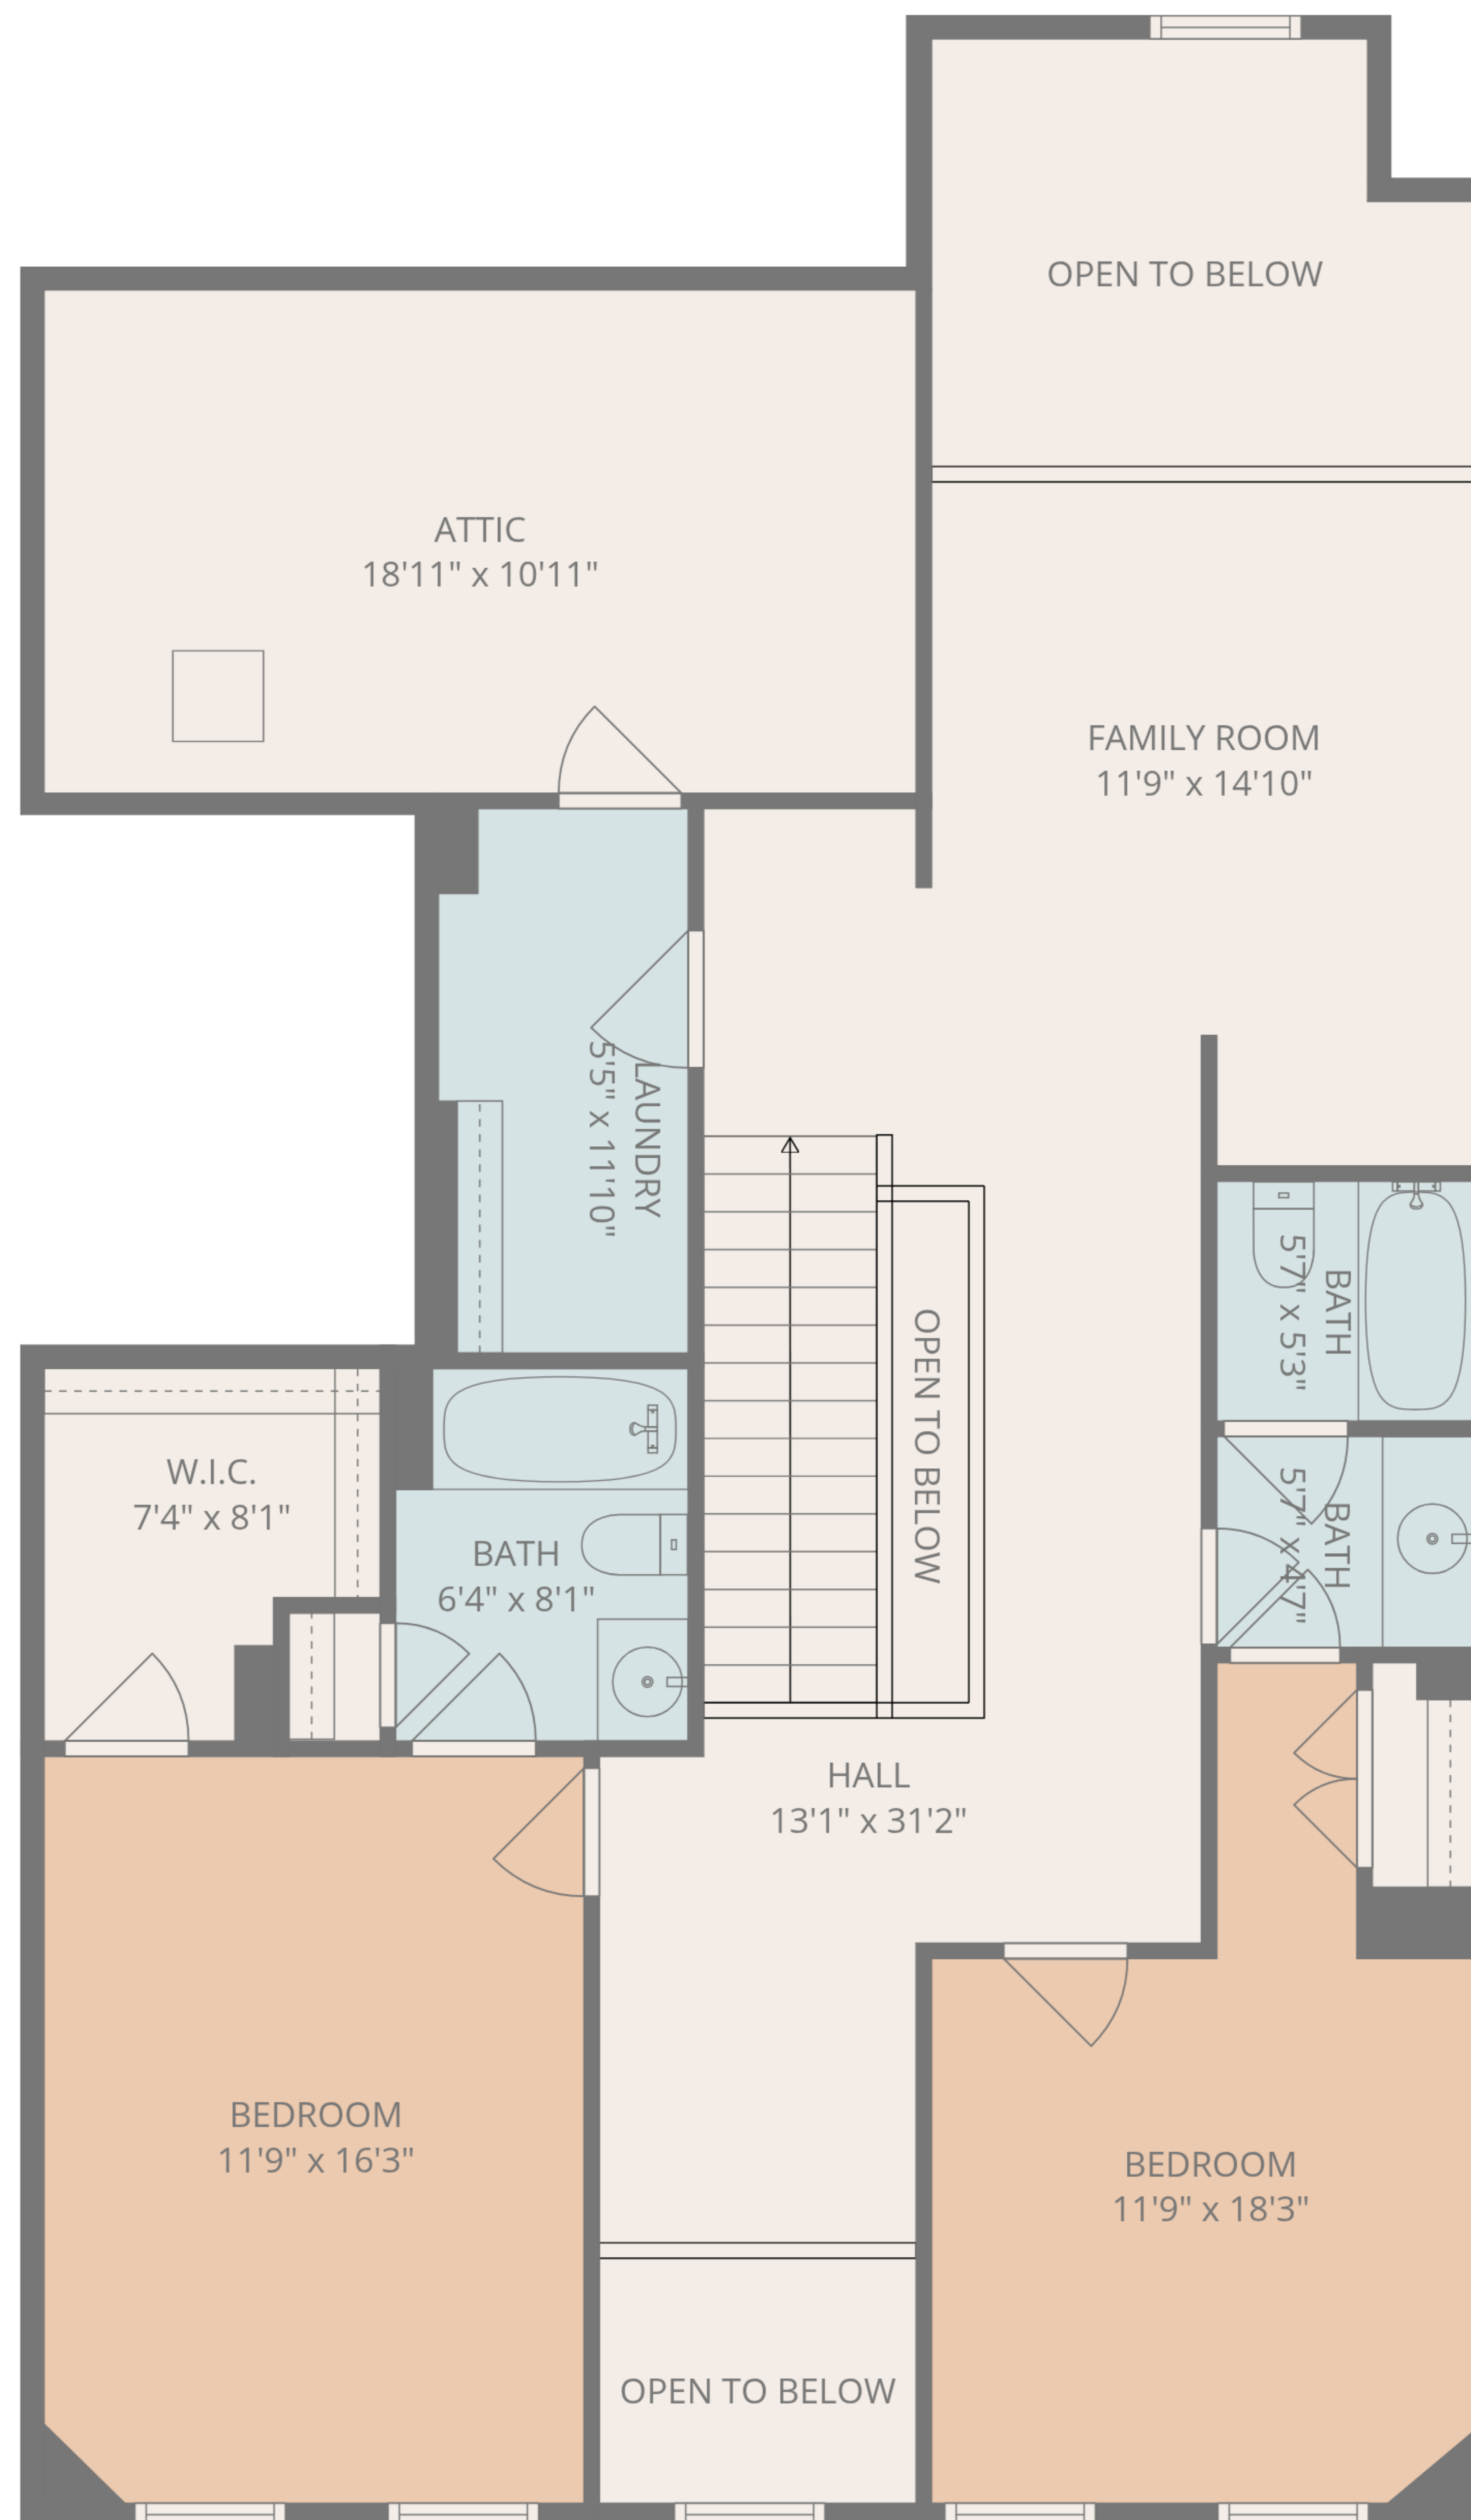 OPEN TO BELOW
ATTIC
18'11" x 10'11"
FAMILY ROOM
11'9" x 14'10"
LAUNDRY
5'5" x 11'10"
OPEN TO BELOW
BATH
5'7" x 5'3"
W.I.C.
7'4" x 8'1"
BATH
6'4" x 8'1"
BATH
5'7" x 4'7"
HALL
13'1" x 31'2"
BEDROOM
11'9" x 16'3"
BEDROOM
11'9" x 18'3"
OPEN TO BELOW